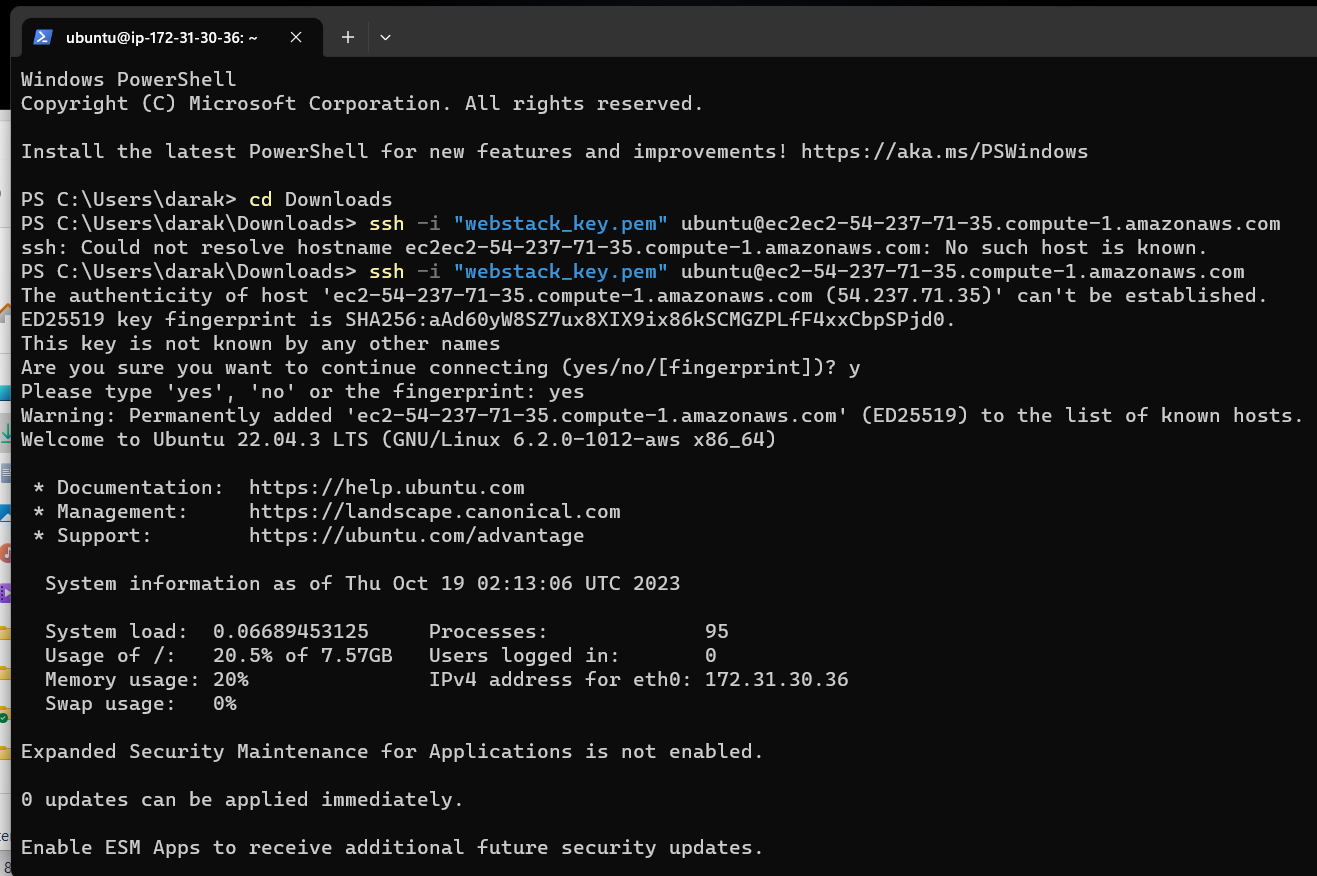 ubuntu@ip-172-31-30-36: ~
Windows PowerShell
Copyright (C) Microsoft Corporation. All rights reserved.
Install the latest PowerShell for new features and improvements! https://aka.ms/PSWindows
PS C:\Users\darak> cd Downloads
PS C:\Users\darak\Downloads> ssh -i "webstack_key.pem" ubuntu@ec2ec2-54-237-71-35.compute-1.amazonaws.com
ssh: Could not resolve hostname ec2ec2-54-237-71-35.compute-1.amazonaws.com: No such host is known.
PS C:\Users\darak\Downloads> ssh -i "webstack_key.pem" ubuntu@ec2-54-237-71-35.compute-1.amazonaws.com
The authenticity of host 'ec2-54-237-71-35.compute-1.amazonaws.com (54.237.71.35)' can't be established.
ED25519 key fingerprint is SHA256:aAd60yW8SZ7ux8XIX9ix86kSCMGZPLfF4xxCbpSPjd0.
This key is not known by any other names
Are you sure you want to continue connecting (yes/no/[fingerprint])? y
Please type 'yes', 'no' or the fingerprint: yes
Warning: Permanently added 'ec2-54-237-71-35.compute-1.amazonaws.com' (ED25519) to the list of known hosts.
Welcome to Ubuntu 22.04.3 LTS (GNU/Linux 6.2.0-1012-aws x86_64)
* Documentation: https://help.ubuntu.com
* Management: https://landscape.canonical.com
* Support: https://ubuntu.com/advantage
System information as of Thu Oct 19 02:13:06 UTC 2023
System load: 0.06689453125 Processes: 95
Usage of /: 20.5% of 7.57GB Users logged in: 0
Memory usage: 20% IPv4 address for eth0: 172.31.30.36
Swap usage: 0%
Expanded Security Maintenance for Applications is not enabled.
0 updates can be applied immediately.
Enable ESM Apps to receive additional future security updates.